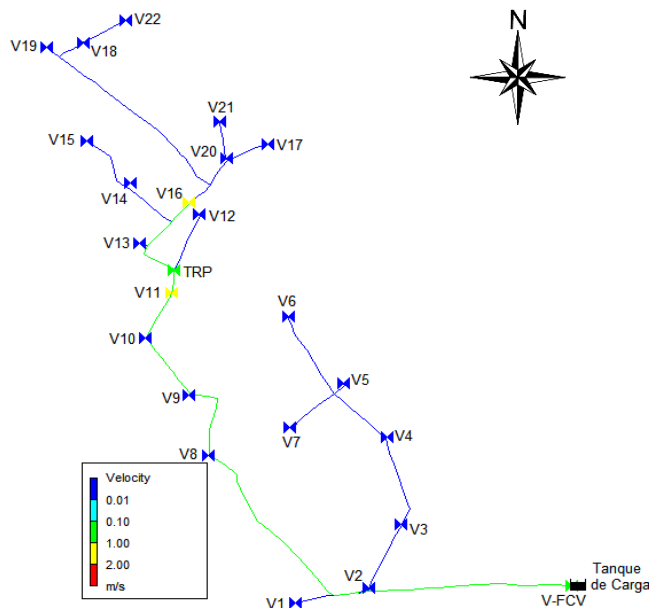 V22
V19
V18
N
V21
V15
V20
V17
V16
V14
V12
V13
TRP
V11
V6
V10
V5
V9
V7
V4
V8
Velocity
0.01
0.10
1.00
2.00
m/s
V3
V2
Tanque
de Carga
V-FCV
V1